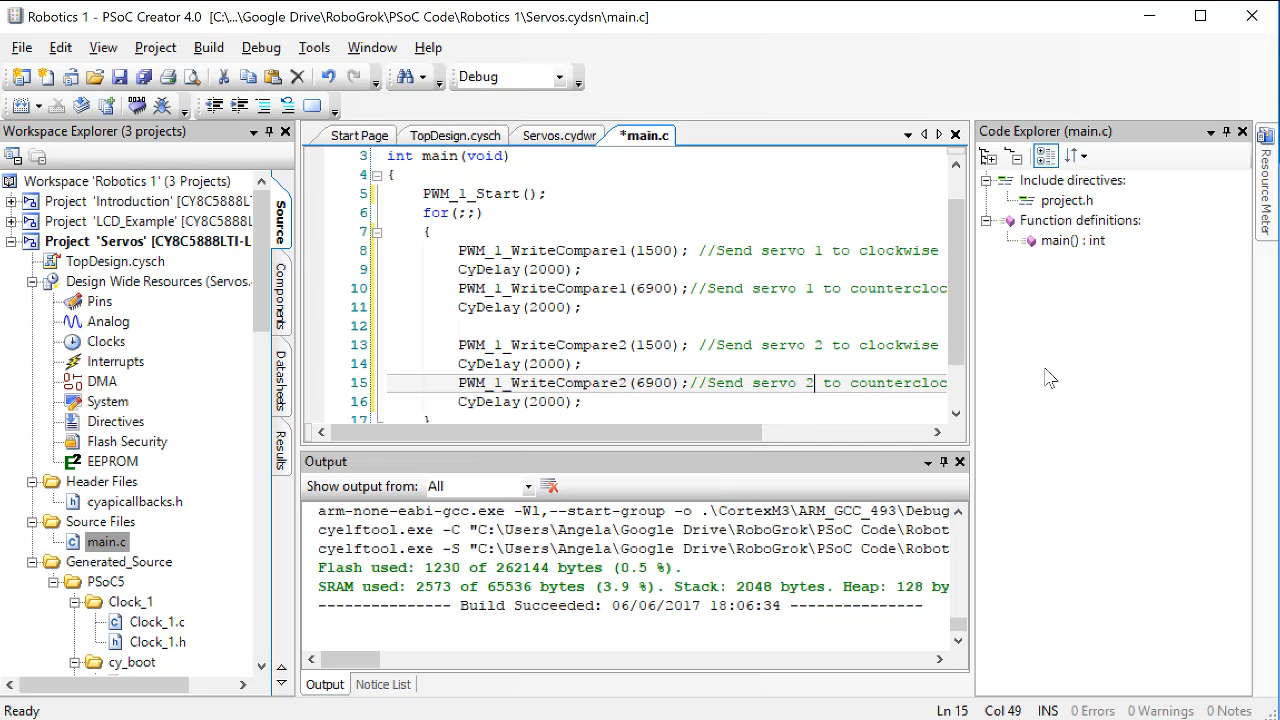 Robotics 1 - PSoC Creator 4.0 [C:\...\Google Drive\RoboGrok\PSoC Code\Robotics 1\Servos.cydsn\main.c]
File Edit View Project Build Debug Tools Window Help
Debug
Workspace Explorer (3 projects)
Workspace 'Robotics 1' (3 Projects)
Project 'Introduction' [CY8C5888LT
Project 'LCD_Example' [CY8C5888L
Project 'Servos' [CY8C5888LTI-L
TopDesign.cysch
Design Wide Resources (Servos.
Pins
Analog
Clocks
Interrupts
DMA
System
Directives
Flash Security
EEPROM
Header Files
cyapicallbacks.h
Source Files
main.c
Generated_Source
PSoC5
Clock_1
Clock_1.c
Clock_1.h
cy_boot
Source
Components
Datasheets
Results
Start Page TopDesign.cysch Servos.cydwr *main.c
3 int main(void)
4 {
5 PWM_1_Start();
6 for(;;)
7 {
8 PWM_1_WriteCompare1(1500); //Send servo 1 to clockwise
9 CyDelay(2000);
10 PWM_1_WriteCompare1(6900);//Send servo 1 to countercloc
11 CyDelay(2000);
12
13 PWM_1_WriteCompare2(1500); //Send servo 2 to clockwise
14 CyDelay(2000);
15 PWM_1_WriteCompare2(6900);//Send servo 2 to countercloc
16 CyDelay(2000);
17 }
Output
Show output from: All
arm-none-eabi-gcc.exe -Wl,--start-group -o .\CortexM3\ARM_GCC_493\Debug
cyelftool.exe -C "C:\Users\Angela\Google Drive\RoboGrok\PSoC Code\Robot
cyelftool.exe -S "C:\Users\Angela\Google Drive\RoboGrok\PSoC Code\Robot
Flash used: 1230 of 262144 bytes (0.5 %).
SRAM used: 2573 of 65536 bytes (3.9 %). Stack: 2048 bytes. Heap: 128 by
--------------- Build Succeeded: 06/06/2017 18:06:34 ---------------
Output Notice List
Code Explorer (main.c)
Include directives:
project.h
Function definitions:
main() : int
Resource Meter
Ready
Ln 15 Col 49 INS 0 Errors 0 Warnings 0 Notes